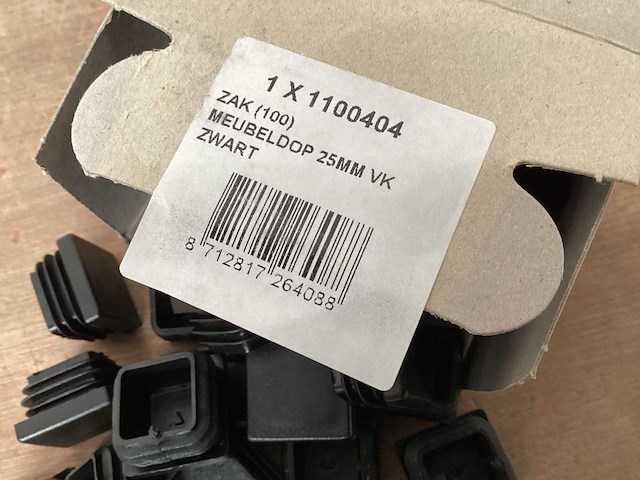 1 X 1100404
ZAK (100)
MEUBELDOP 25MM VK
ZWART
8 712817 264088